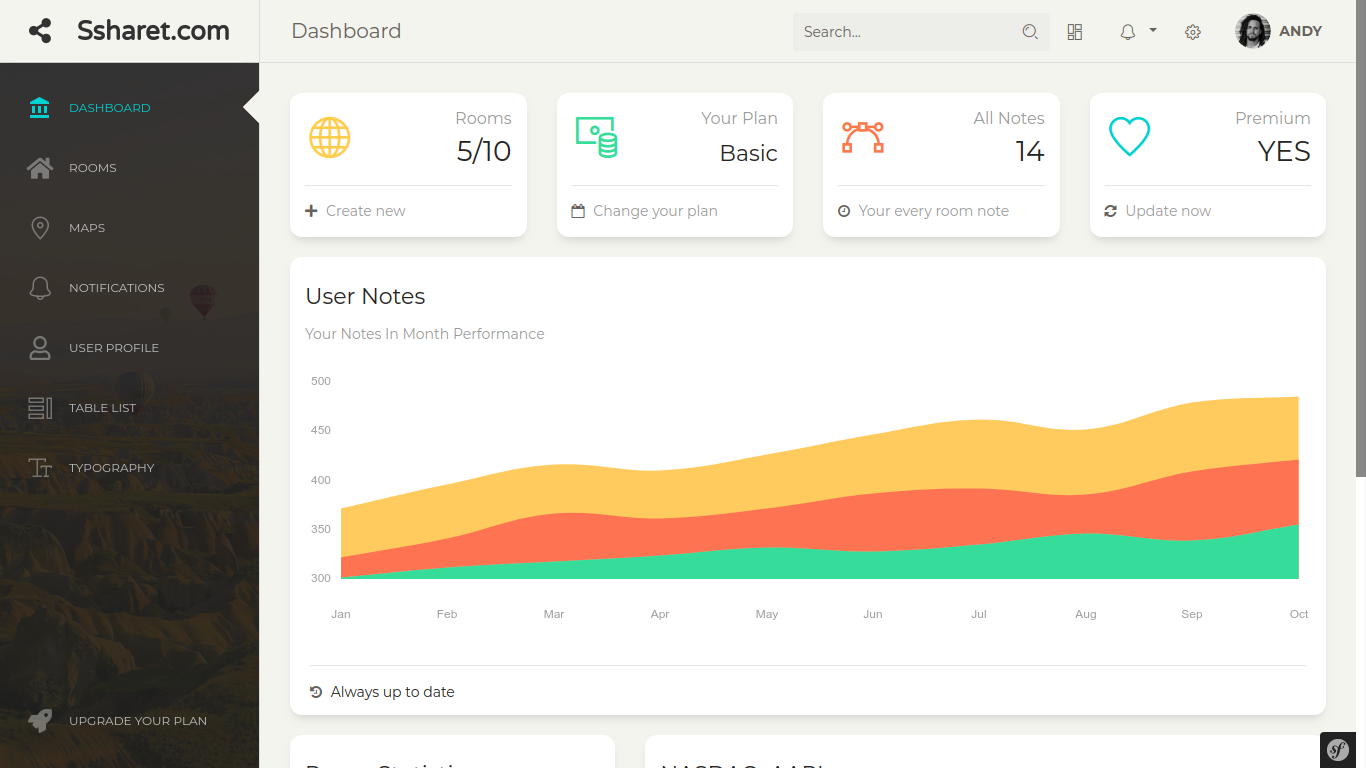 Ssharet.com
Dashboard
Search...
ANDY
DASHBOARD
ROOMS
MAPS
NOTIFICATIONS
USER PROFILE
TABLE LIST
TYPOGRAPHY
UPGRADE YOUR PLAN
Rooms
5/10
Create new
Your Plan
Basic
Change your plan
All Notes
14
Your every room note
Premium
YES
Update now
User Notes
Your Notes In Month Performance
500
450
400
350
300
Jan Feb Mar Apr May Jun Jul Aug Sep Oct
Always up to date
sf